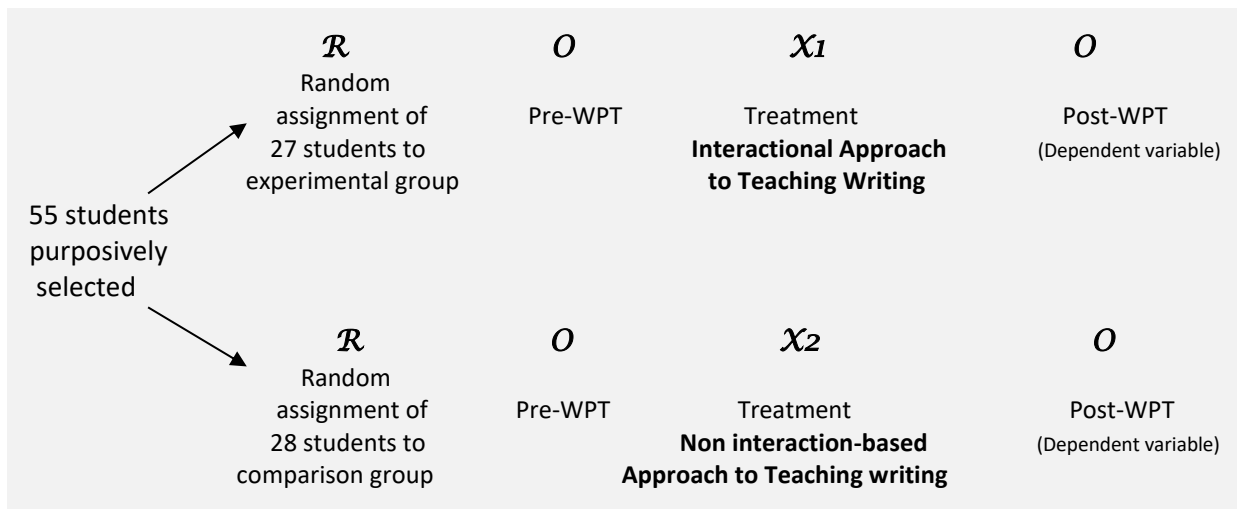 R O X1 O
Random
assignment of Pre-WPT Treatment Post-WPT
27 students to Interactional Approach (Dependent variable)
experimental group to Teaching Writing
55 students
purposively
selected
R O X2 O
Random
assignment of Pre-WPT Treatment Post-WPT
28 students to Non interaction-based (Dependent variable)
comparison group Approach to Teaching writing